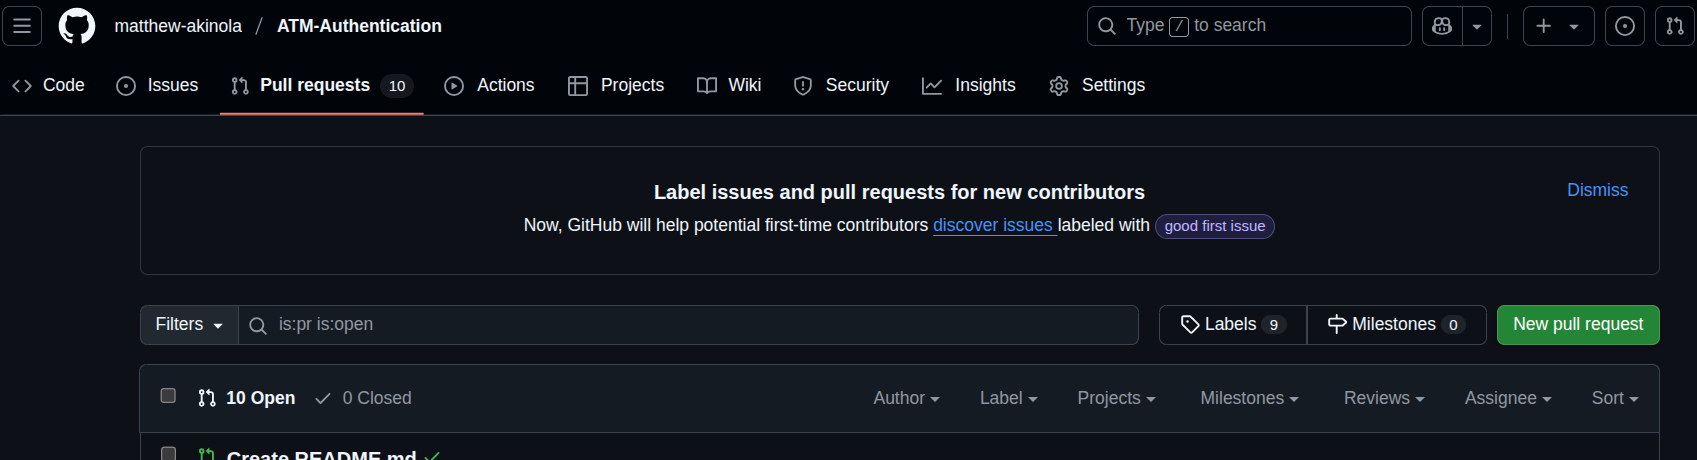 matthew-akinola / ATM-Authentication
Type / to search
Code Issues Pull requests 10 Actions Projects Wiki Security Insights Settings
Label issues and pull requests for new contributors
Dismiss
Now, GitHub will help potential first-time contributors discover issues labeled with good first issue
Filters is:pr is:open Labels 9 Milestones 0 New pull request
10 Open 0 Closed Author Label Projects Milestones Reviews Assignee Sort
Create README.md